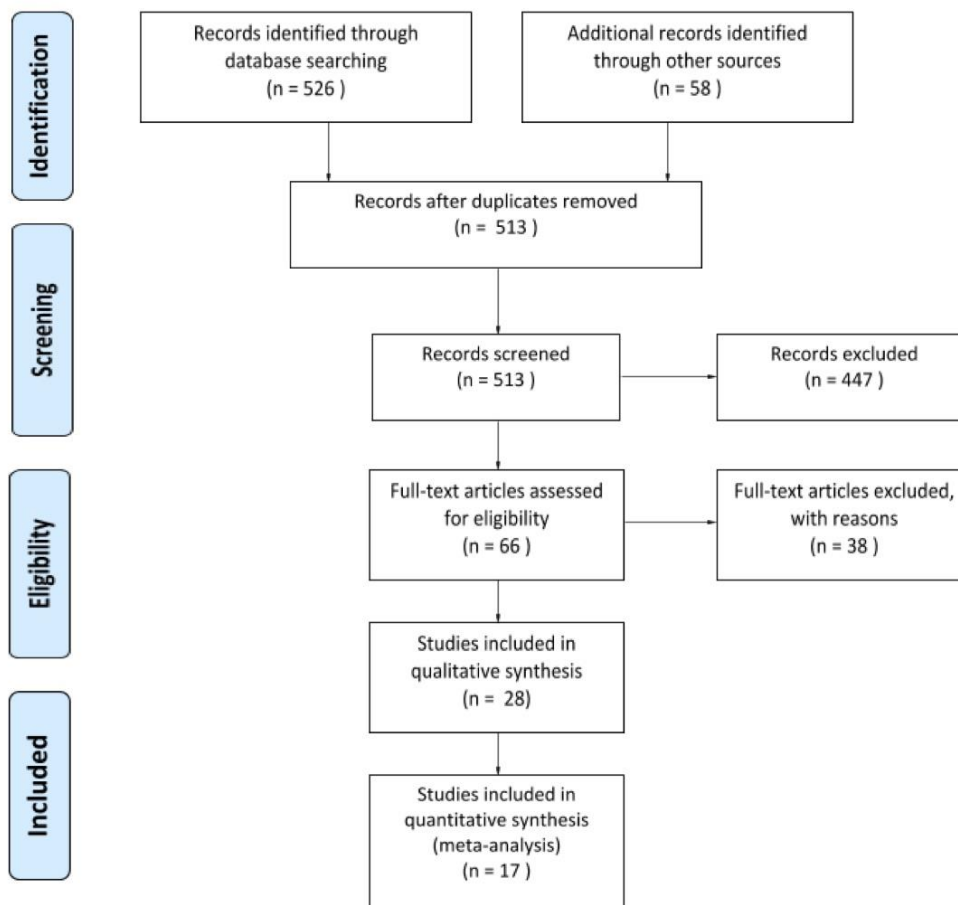 Identification
Records identified through
database searching
(n = 526 )
Additional records identified
through other sources
(n = 58 )
Records after duplicates removed
(n = 513 )
Screening
Records screened
(n = 513 )
Records excluded
(n = 447 )
Eligibility
Full-text articles assessed
for eligibility
(n = 66 )
Full-text articles excluded,
with reasons
(n = 38 )
Studies included in
qualitative synthesis
(n = 28)
Included
Studies included in
quantitative synthesis
(meta-analysis)
(n = 17 )